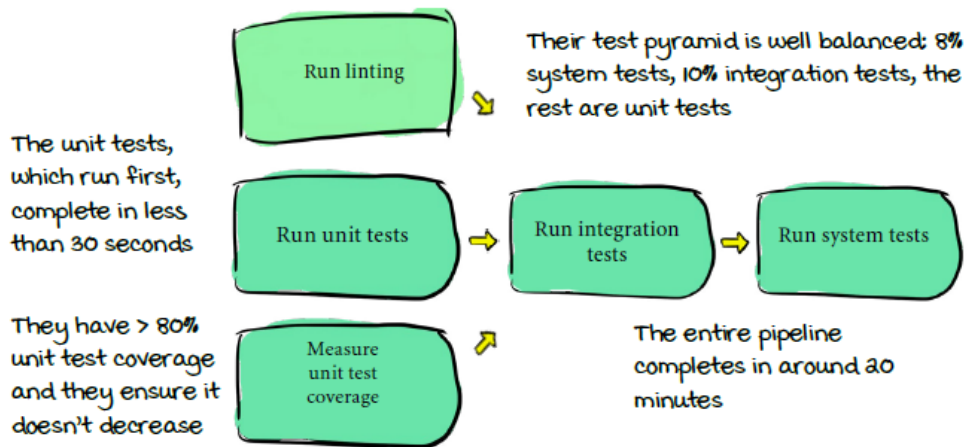 Run linting
Their test pyramid is well balanced: 8%
system tests, 10% integration tests, the
rest are unit tests
The unit tests,
which run first,
complete in less
than 30 seconds
Run unit tests
Run integration
tests
Run system tests
They have > 80%
unit test coverage
and they ensure it
doesn't decrease
Measure
unit test
coverage
The entire pipeline
completes in around 20
minutes